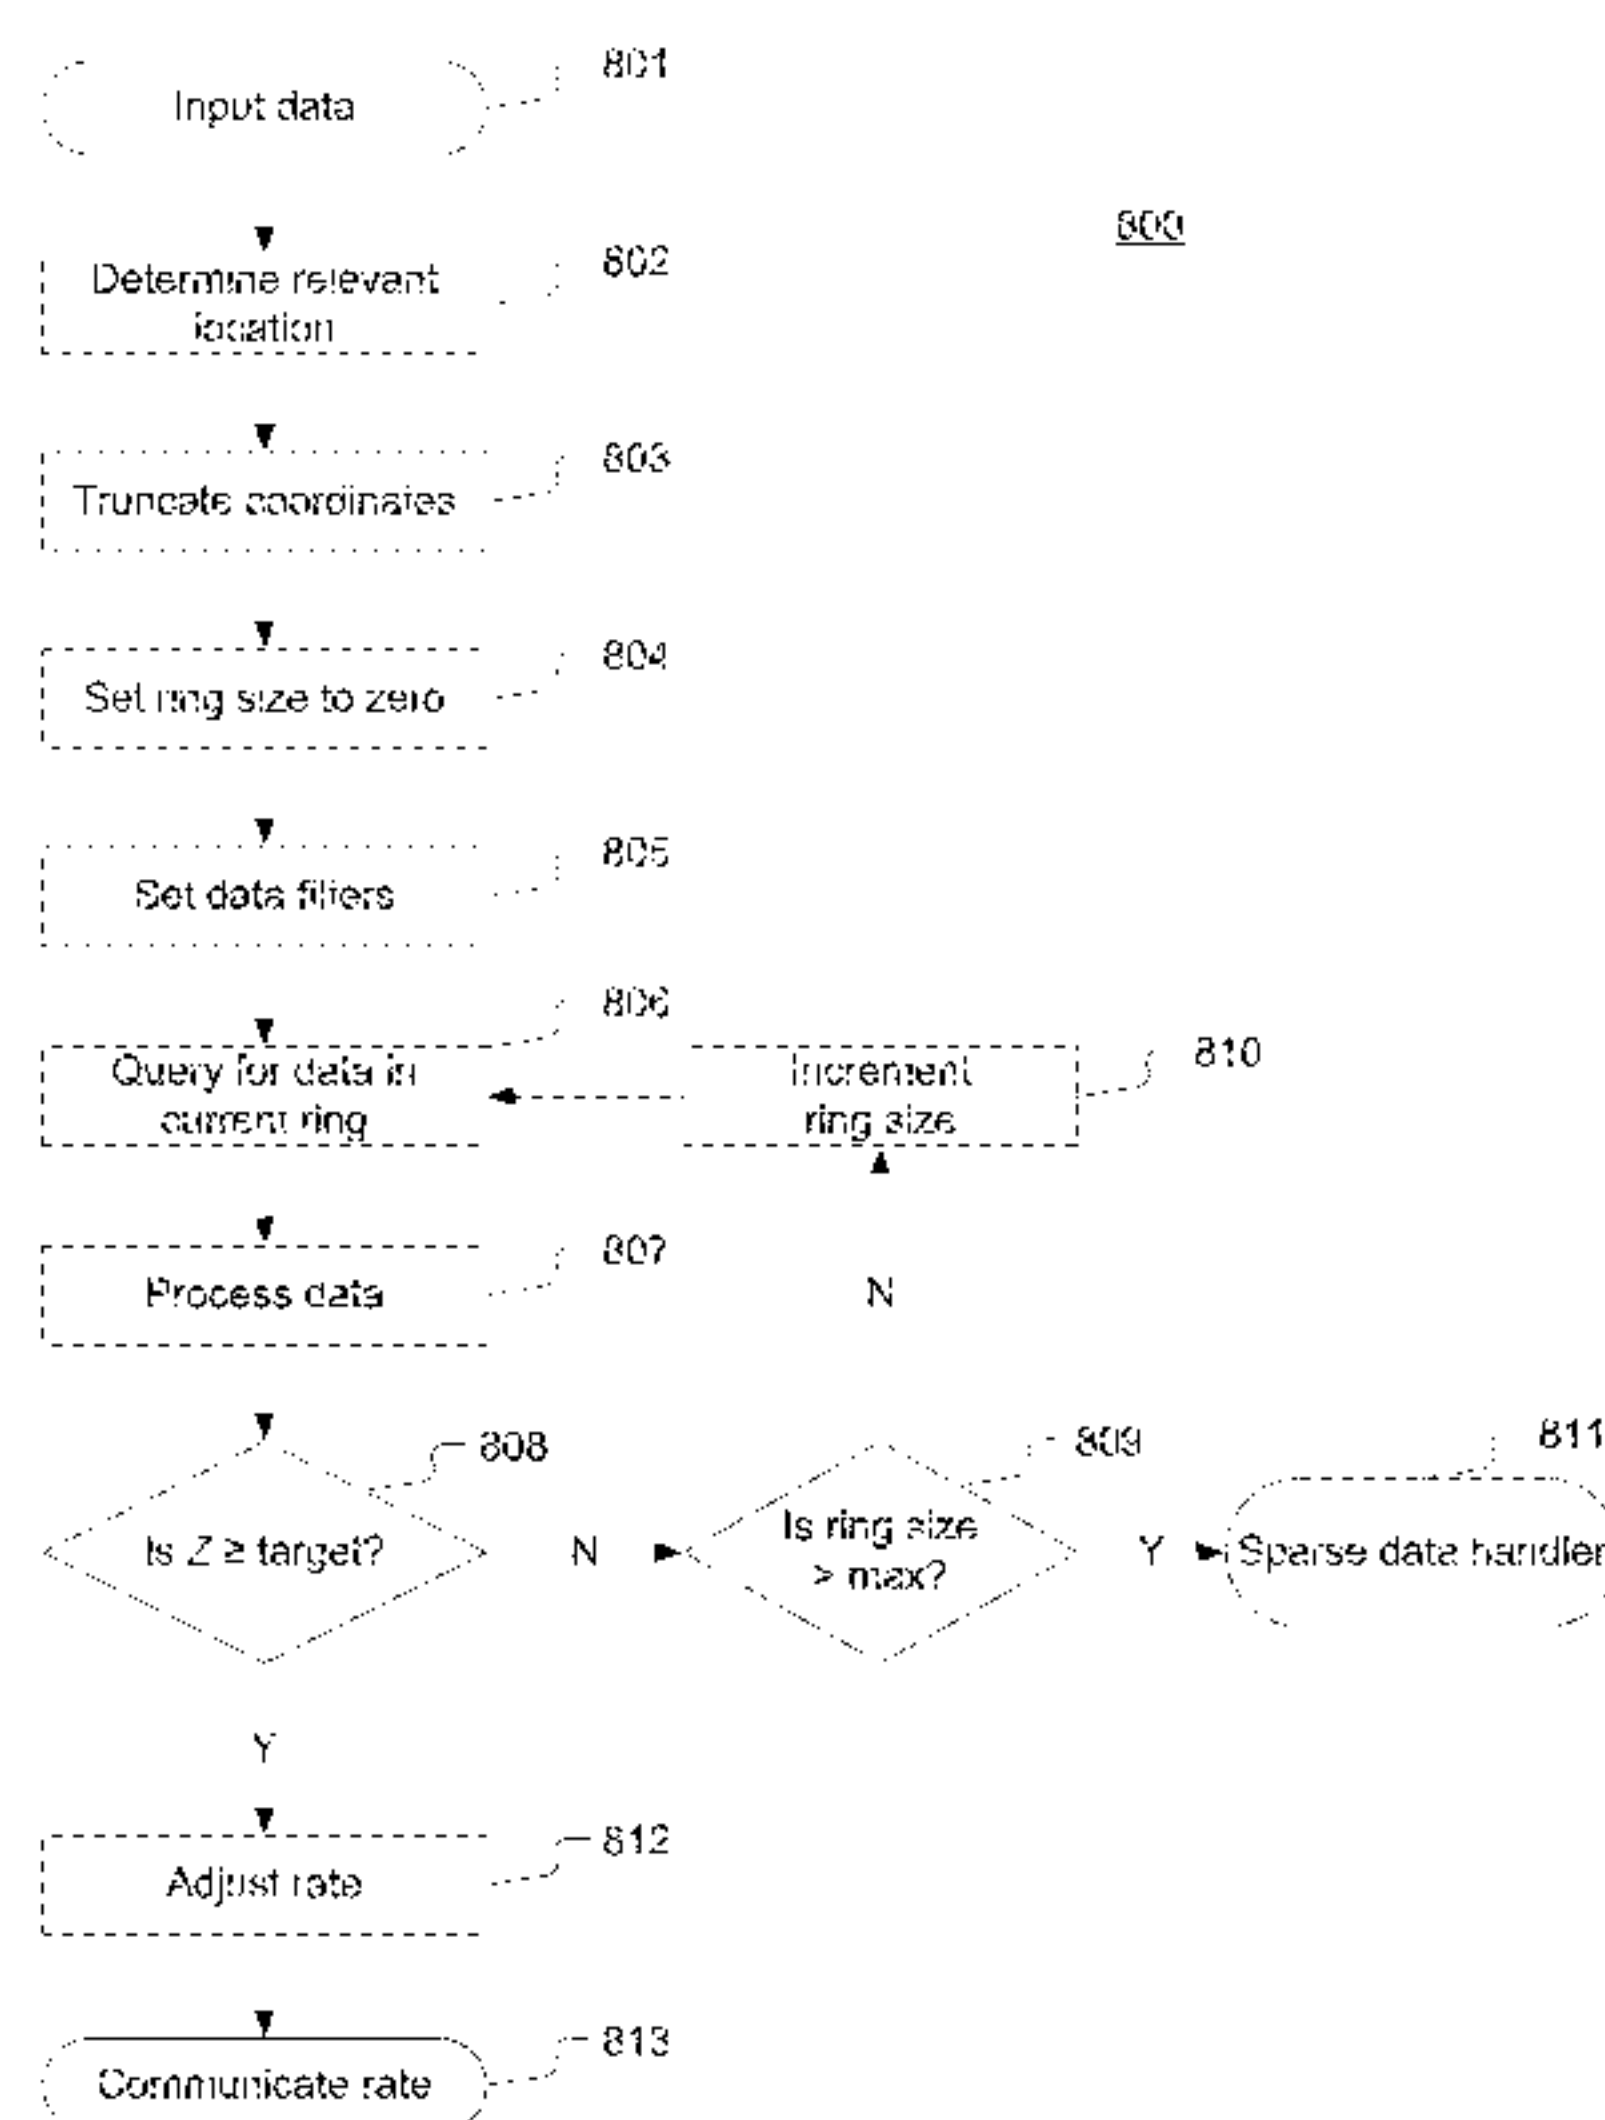 801
Input data
800
802
Determine relevant
location
803
Truncate coordinates
804
Set ring size to zero
805
Set data filters
806
Query for data in
current ring
Increment
ring size
810
807
Process data
N
808
Is Z ≥ target?
N
809
Is ring size
> max?
Y
811
Sparse data handler
Y
812
Adjust rate
813
Communicate rate